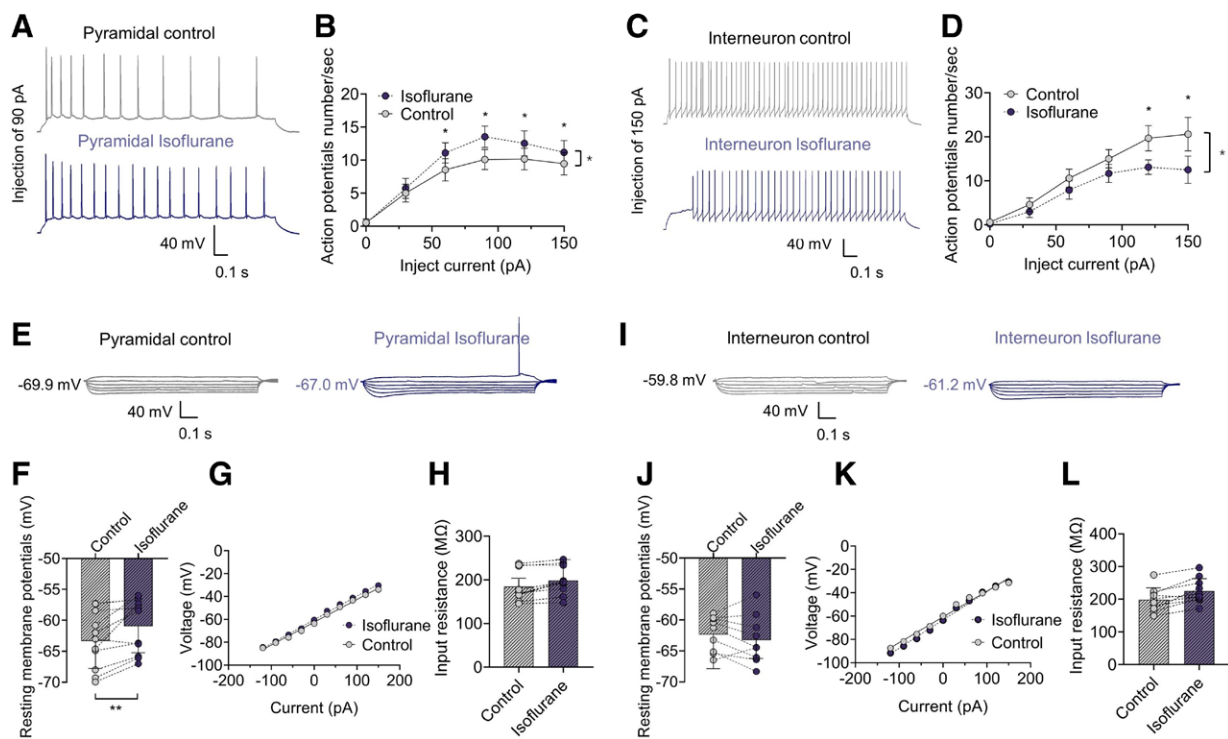 A
Pyramidal control
Injection of 90 pA
Pyramidal Isoflurane
40 mV
0.1 s
B
Action potentials number/sec
20
15
10
5
0
Isoflurane
Control
* * * *
*
0 50 100 150
Inject current (pA)
C
Interneuron control
Injection of 150 pA
Interneuron Isoflurane
40 mV
0.1 s
D
Action potentials number/sec
30
20
10
0
Control
Isoflurane
* *
*
0 50 100 150
Inject current (pA)
E
Pyramidal control
Pyramidal Isoflurane
-69.9 mV
-67.0 mV
40 mV
0.1 s
I
Interneuron control
Interneuron Isoflurane
-59.8 mV
-61.2 mV
40 mV
0.1 s
F
Resting membrane potentials (mV)
Control
Isoflurane
-50
-55
-60
-65
-70
**
G
Voltage (mV)
0
-20
-40
-60
-80
-100
Isoflurane
Control
-200 -100 0 100 200
Current (pA)
H
Input resistance (MΩ)
300
200
100
0
Control
Isoflurane
J
Resting membrane potentials (mV)
Control
Isoflurane
-50
-55
-60
-65
-70
K
Voltage (mV)
0
-20
-40
-60
-80
-100
Isoflurane
Control
-200 -100 0 100 200
Current (pA)
L
Input resistance (MΩ)
400
300
200
100
0
Control
Isoflurane